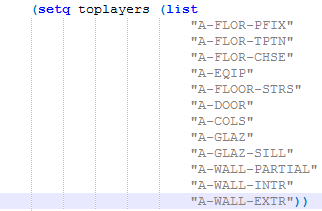 (setq toplayers (list
"A-FLOR-PFIX"
"A-FLOR-TPTN"
"A-FLOR-CHSE"
"A-EQIP"
"A-FLOOR-STRS"
"A-DOOR"
"A-COLS"
"A-GLAZ"
"A-GLAZ-SILL"
"A-WALL-PARTIAL"
"A-WALL-INTR"
"A-WALL-EXTR"))